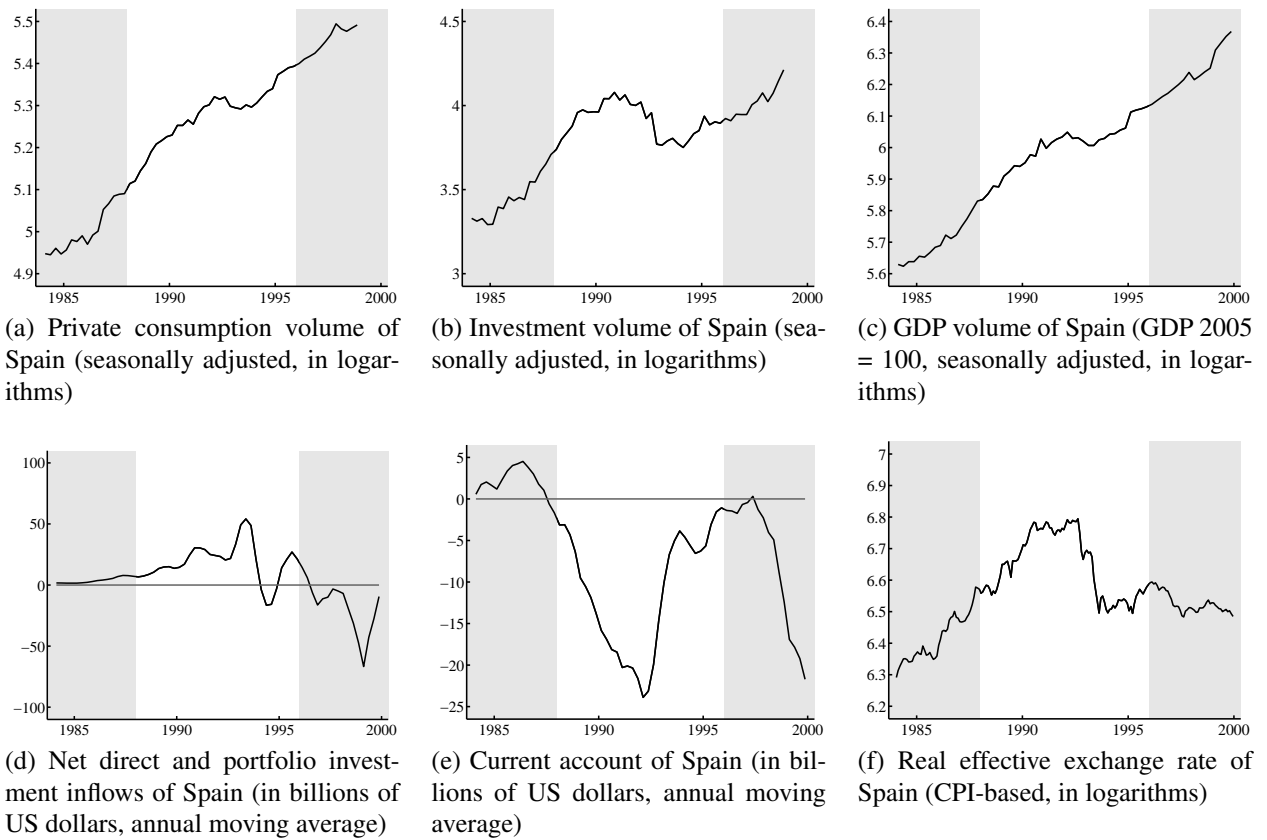 5.5
5.4
5.3
5.2
5.1
5
4.9
1985 1990 1995 2000
(a) Private consumption volume of
Spain (seasonally adjusted, in logar-
ithms)
4.5
4
3.5
3
1985 1990 1995 2000
(b) Investment volume of Spain (sea-
sonally adjusted, in logarithms)
6.4
6.3
6.2
6.1
6
5.9
5.8
5.7
5.6
1985 1990 1995 2000
(c) GDP volume of Spain (GDP 2005
= 100, seasonally adjusted, in logar-
ithms)
100
50
0
−50
−100
1985 1990 1995 2000
(d) Net direct and portfolio invest-
ment inflows of Spain (in billions of
US dollars, annual moving average)
5
0
−5
−10
−15
−20
−25
1985 1990 1995 2000
(e) Current account of Spain (in bil-
lions of US dollars, annual moving
average)
7
6.9
6.8
6.7
6.6
6.5
6.4
6.3
6.2
1985 1990 1995 2000
(f) Real effective exchange rate of
Spain (CPI-based, in logarithms)